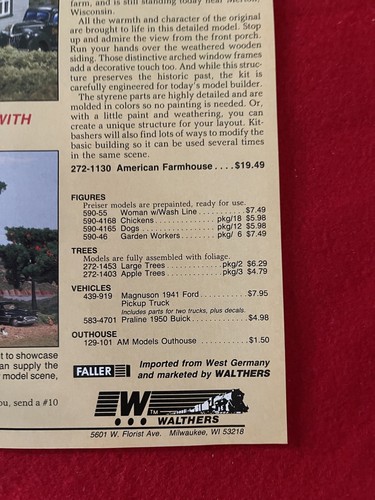 farm, and is still standing today near Merton,
Wisconsin.
All the warmth and character of the original
are brought to life in this detailed model. Stop
up and admire the view from the front porch.
Run your hands over the weathered wooden
siding. Those distinctive arched window frames
add a decorative touch too. And while this struc-
ture preserves the historic past, the kit is
carefully engineered for today's model builder.
The styrene parts are highly detailed and are
molded in colors so no painting is needed. Or,
with a little paint and weathering, you can
create a unique structure for your layout. Kit-
bashers will also find lots of ways to modify the
basic building so it can be used several times
in the same scene.
272-1130 American Farmhouse....$19.49
WITH
FIGURES
Preiser models are prepainted, ready for use.
590-55 Woman w/Wash Line............$7.49
590-4168 Chickens................pkg/18 $5.98
590-4165 Dogs....................pkg/12 $5.98
590-46 Garden Workers..........pkg/ 6 $7.49
TREES
Models are fully assembled with foliage.
272-1453 Large Trees.............pkg/2 $6.29
272-1403 Apple Trees.............pkg/3 $4.79
VEHICLES
439-919 Magnuson 1941 Ford..........$7.95
Pickup Truck
Includes parts for two trucks, plus decals.
583-4701 Praline 1950 Buick............$4.98
OUTHOUSE
129-101 AM Models Outhouse..........$1.50
t to showcase
an supply the
model scene,
ou, send a #10
FALLER
Imported from West Germany
and marketed by WALTHERS
W TM
WALTHERS
5601 W. Florist Ave. Milwaukee, WI 53218